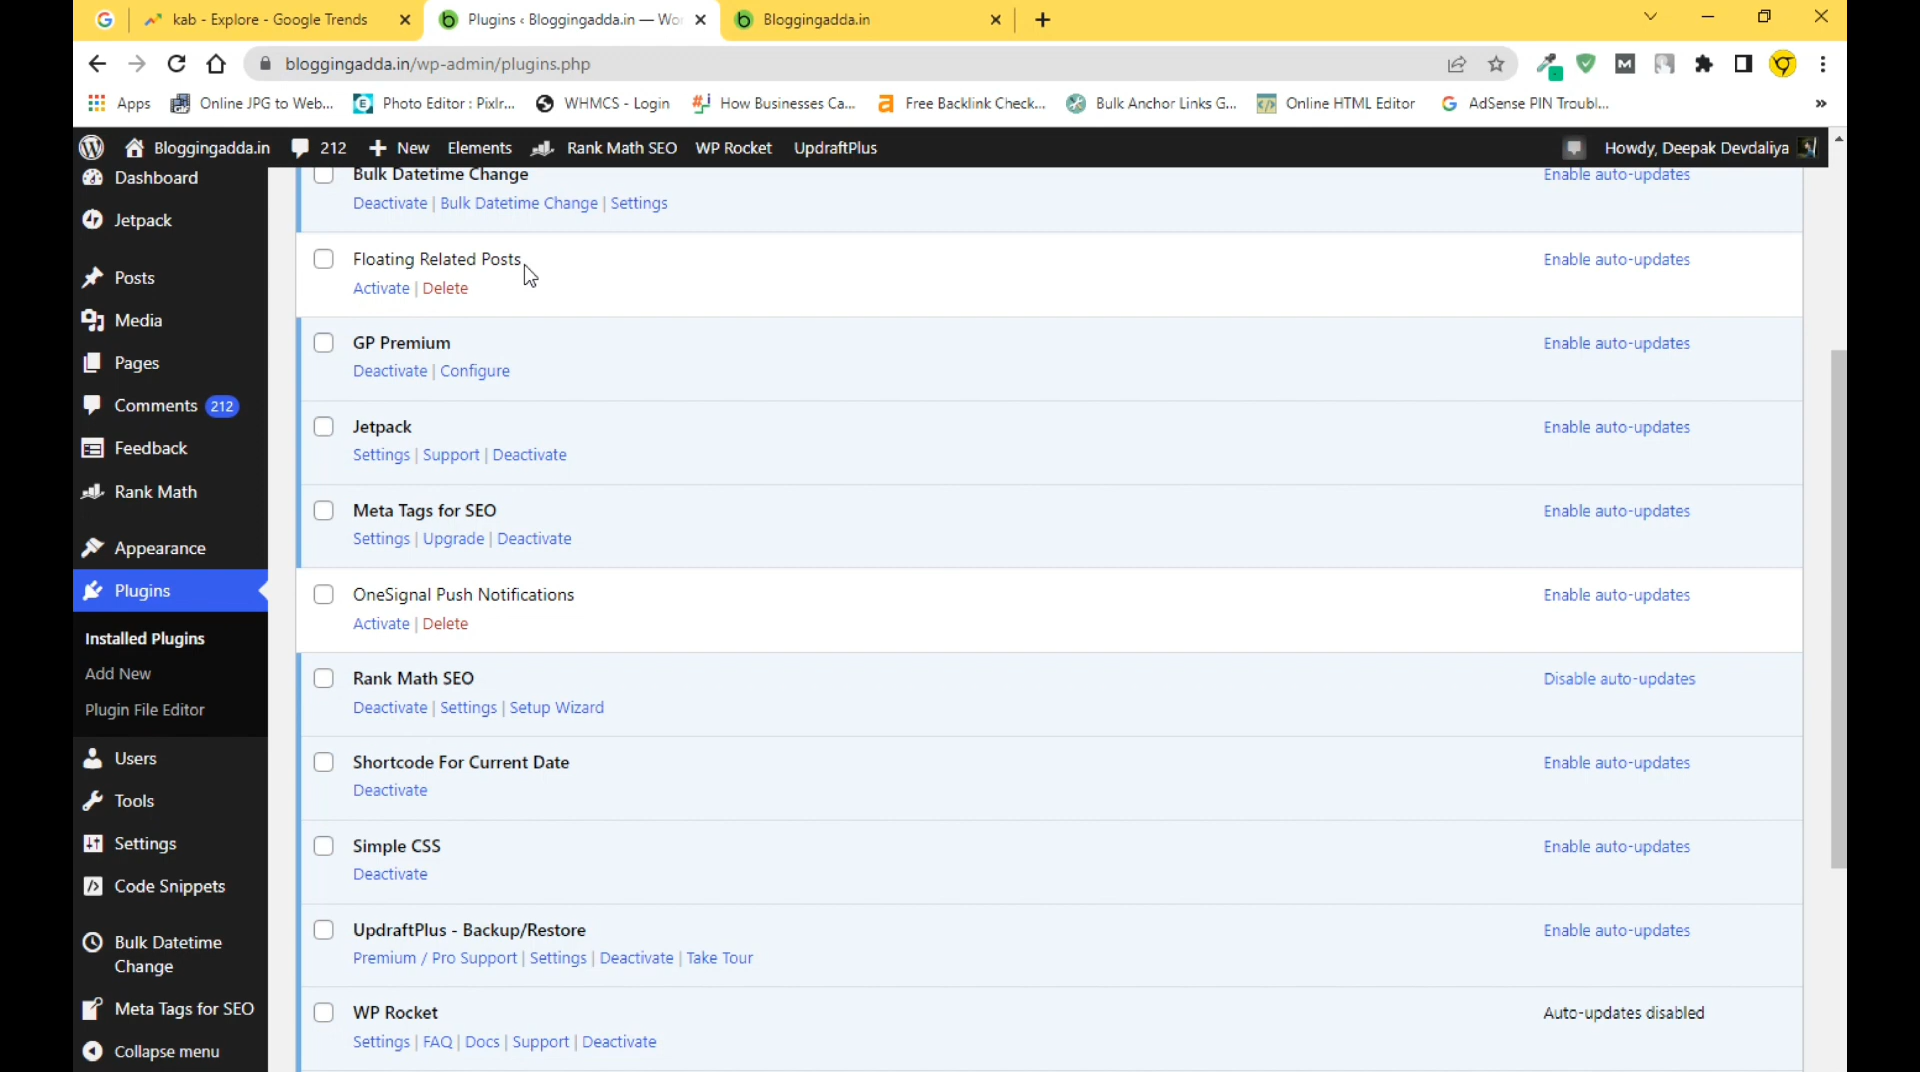 kab - Explore - Google Trends
Plugins ‹ Bloggingadda.in — Wo
Bloggingadda.in
bloggingadda.in/wp-admin/plugins.php
Apps
Online JPG to Web...
Photo Editor : Pixlr...
WHMCS - Login
How Businesses Ca...
Free Backlink Check...
Bulk Anchor Links G...
Online HTML Editor
AdSense PIN Troubl...
»
Bloggingadda.in
212
New
Elements
Rank Math SEO
WP Rocket
UpdraftPlus
Howdy, Deepak Devdaliya
Dashboard
Jetpack
Posts
Media
Pages
Comments 212
Feedback
Rank Math
Appearance
Plugins
Installed Plugins
Add New
Plugin File Editor
Users
Tools
Settings
Code Snippets
Bulk Datetime
Change
Meta Tags for SEO
Collapse menu
Bulk Datetime Change
Enable auto-updates
Deactivate | Bulk Datetime Change | Settings
Floating Related Posts
Enable auto-updates
Activate | Delete
GP Premium
Enable auto-updates
Deactivate | Configure
Jetpack
Enable auto-updates
Settings | Support | Deactivate
Meta Tags for SEO
Enable auto-updates
Settings | Upgrade | Deactivate
OneSignal Push Notifications
Enable auto-updates
Activate | Delete
Rank Math SEO
Disable auto-updates
Deactivate | Settings | Setup Wizard
Shortcode For Current Date
Enable auto-updates
Deactivate
Simple CSS
Enable auto-updates
Deactivate
UpdraftPlus - Backup/Restore
Enable auto-updates
Premium / Pro Support | Settings | Deactivate | Take Tour
WP Rocket
Auto-updates disabled
Settings | FAQ | Docs | Support | Deactivate